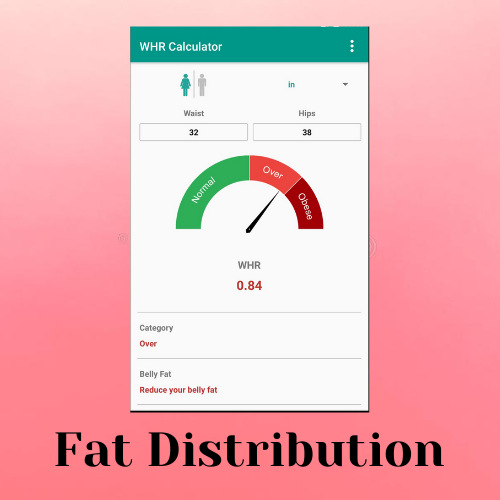 WHR Calculator
in
Waist Hips
32 38
Normal Over Obese
WHR
0.84
Category
Over
Belly Fat
Reduce your belly fat
Fat Distribution